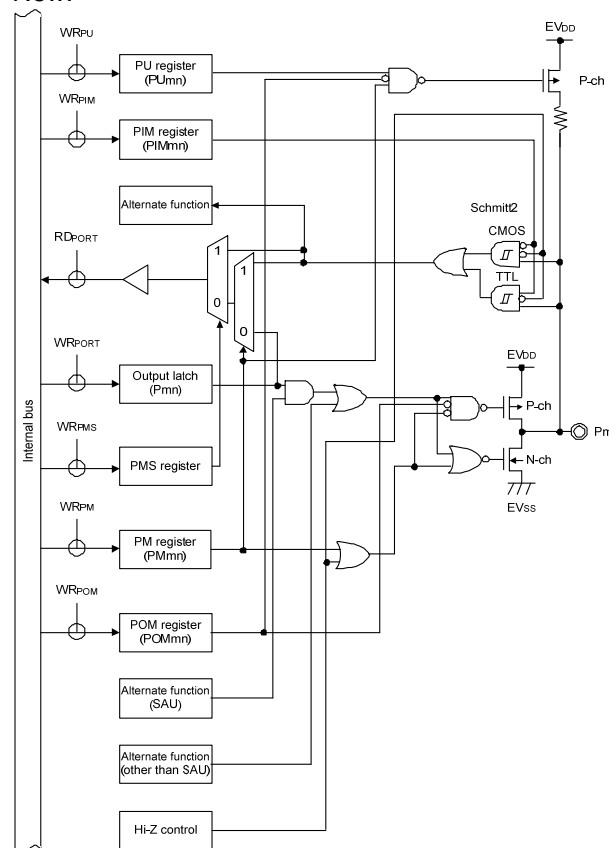 WRPU
EVDD
PU register
(PUmn)
P-ch
WRPIM
PIM register
(PIMmn)
Alternate function
Schmitt2
CMOS
RDPORT
1
1
TTL
0
0
WRPORT
EVDD
Output latch
(Pmn)
P-ch
Internal bus
WRPMS
PMS register
N-ch
EVSS
WRPM
PM register
(PMmn)
WRPOM
POM register
(POMmn)
Alternate function
(SAU)
Alternate function
(other than SAU)
Hi-Z control